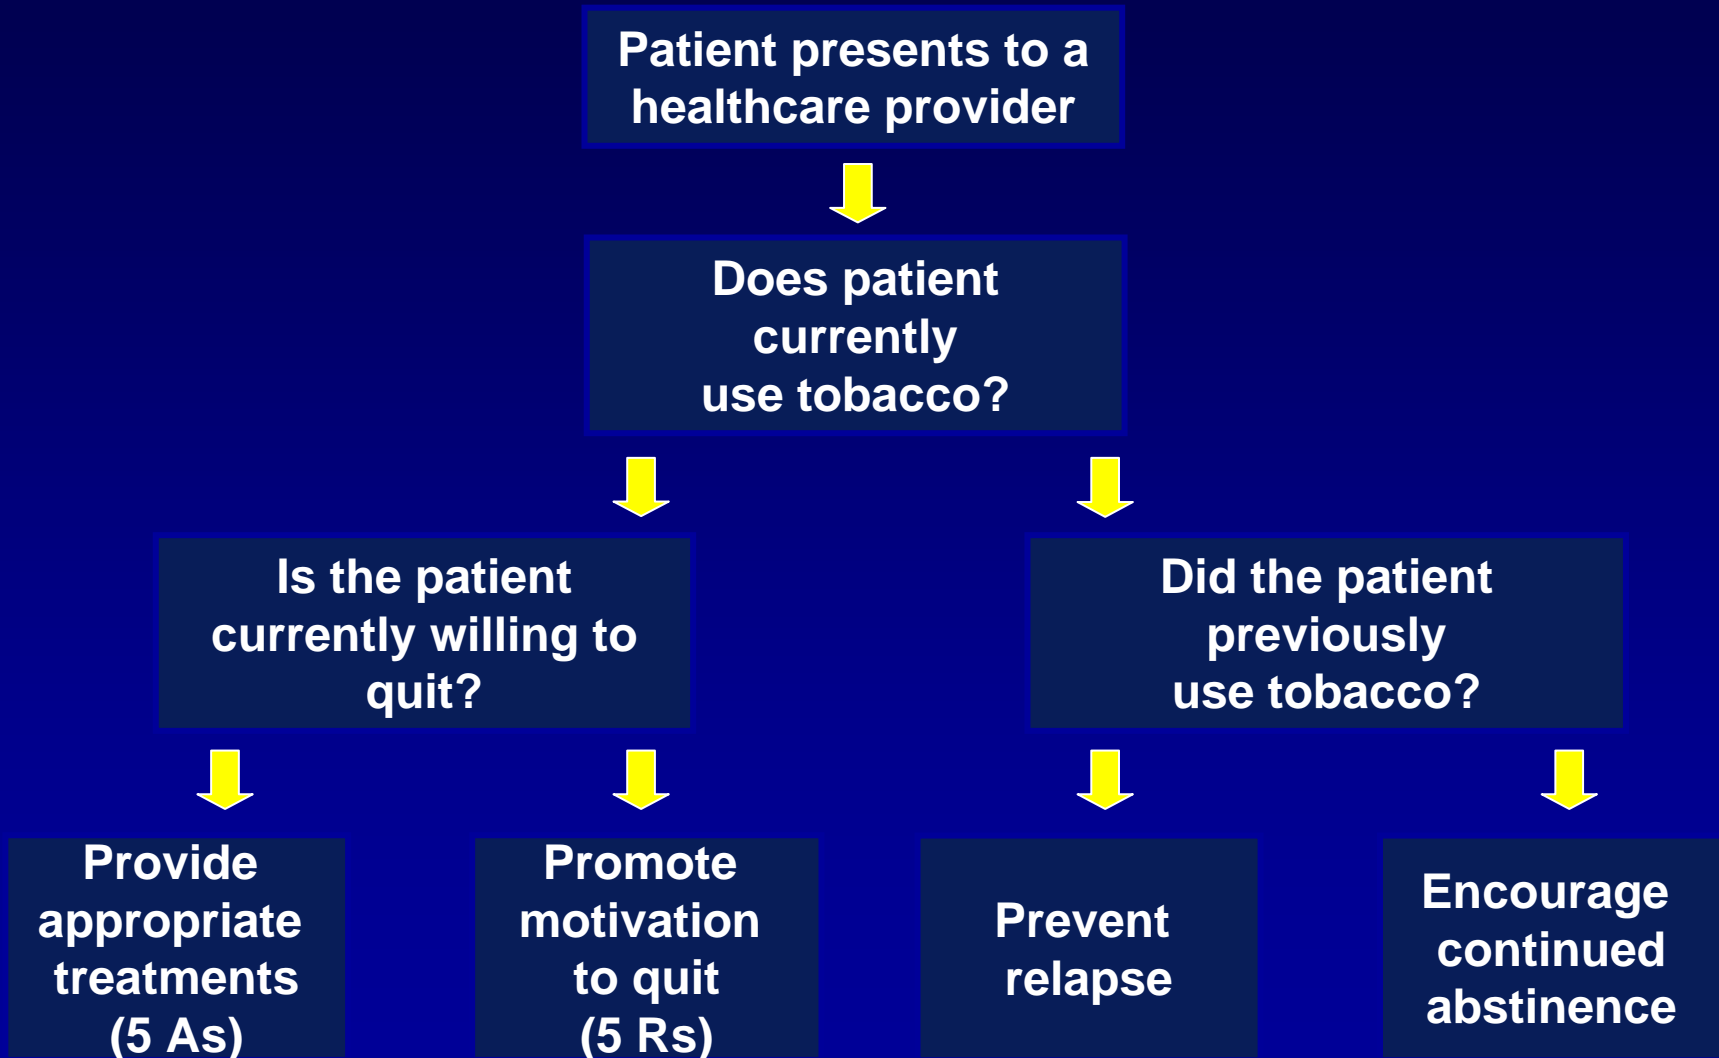 Patient presents to a
healthcare provider
Does patient
currently
use tobacco?
Is the patient
currently willing to
quit?
Did the patient
previously
use tobacco?
Provide
appropriate
treatments
(5 As)
Promote
motivation
to quit
(5 Rs)
Prevent
relapse
Encourage
continued
abstinence